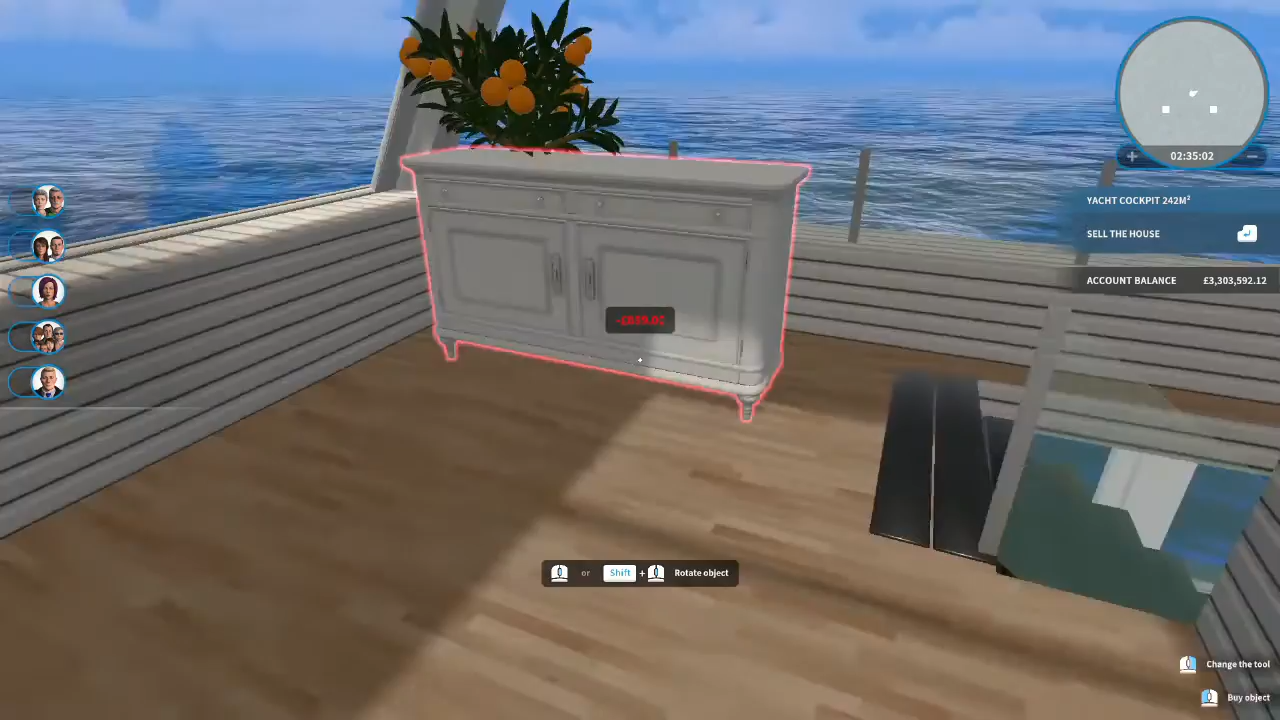 02:35:02
YACHT COCKPIT 242M²
SELL THE HOUSE
ACCOUNT BALANCE £3,303,592.12
or Shift + Rotate object
Change the tool
Buy object